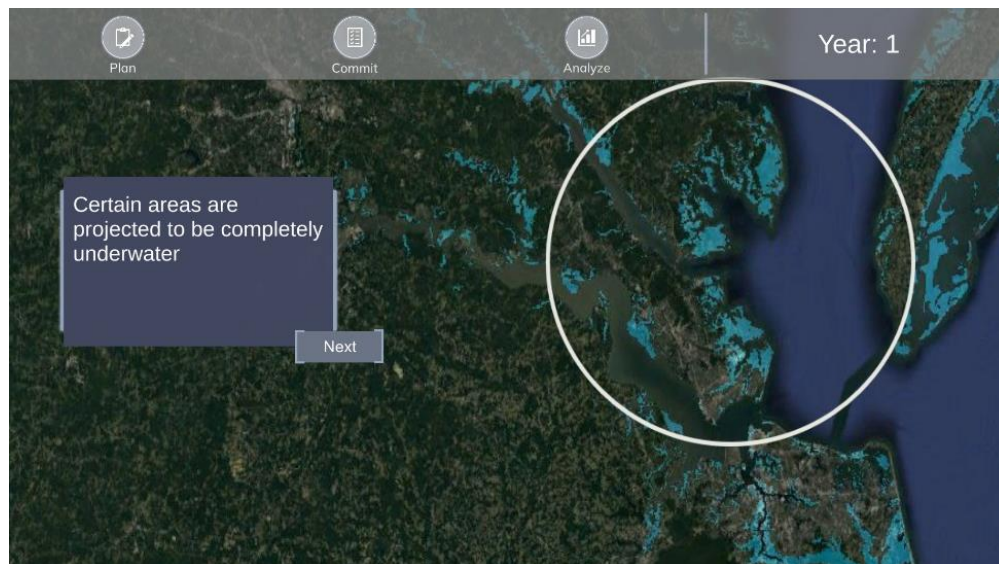 Plan
Commit
Analyze
Year: 1
Certain areas are
projected to be completely
underwater
Next